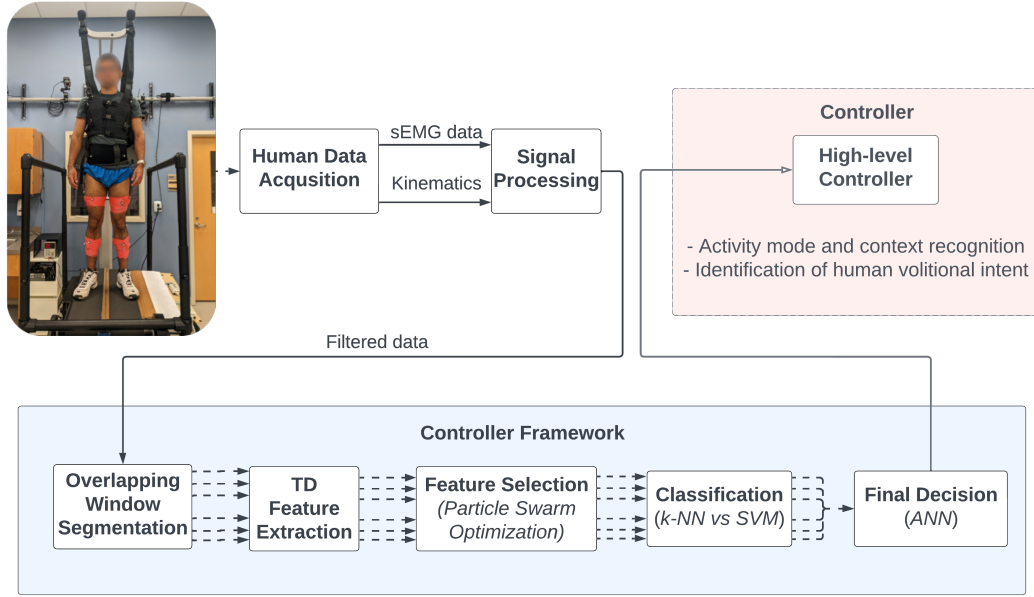 Human Data
Acqusition
sEMG data
Kinematics
Signal
Processing
Controller
High-level
Controller
- Activity mode and context recognition
- Identification of human volitional intent
Filtered data
Controller Framework
Overlapping
Window
Segmentation
TD
Feature
Extraction
Feature Selection
(Particle Swarm
Optimization)
Classification
(k-NN vs SVM)
Final Decision
(ANN)